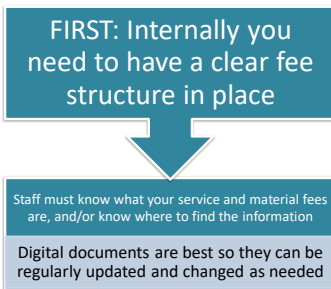 FIRST: Internally you
need to have a clear fee
structure in place
Staff must know what your service and material fees
are, and/or know where to find the information
Digital documents are best so they can be
regularly updated and changed as needed